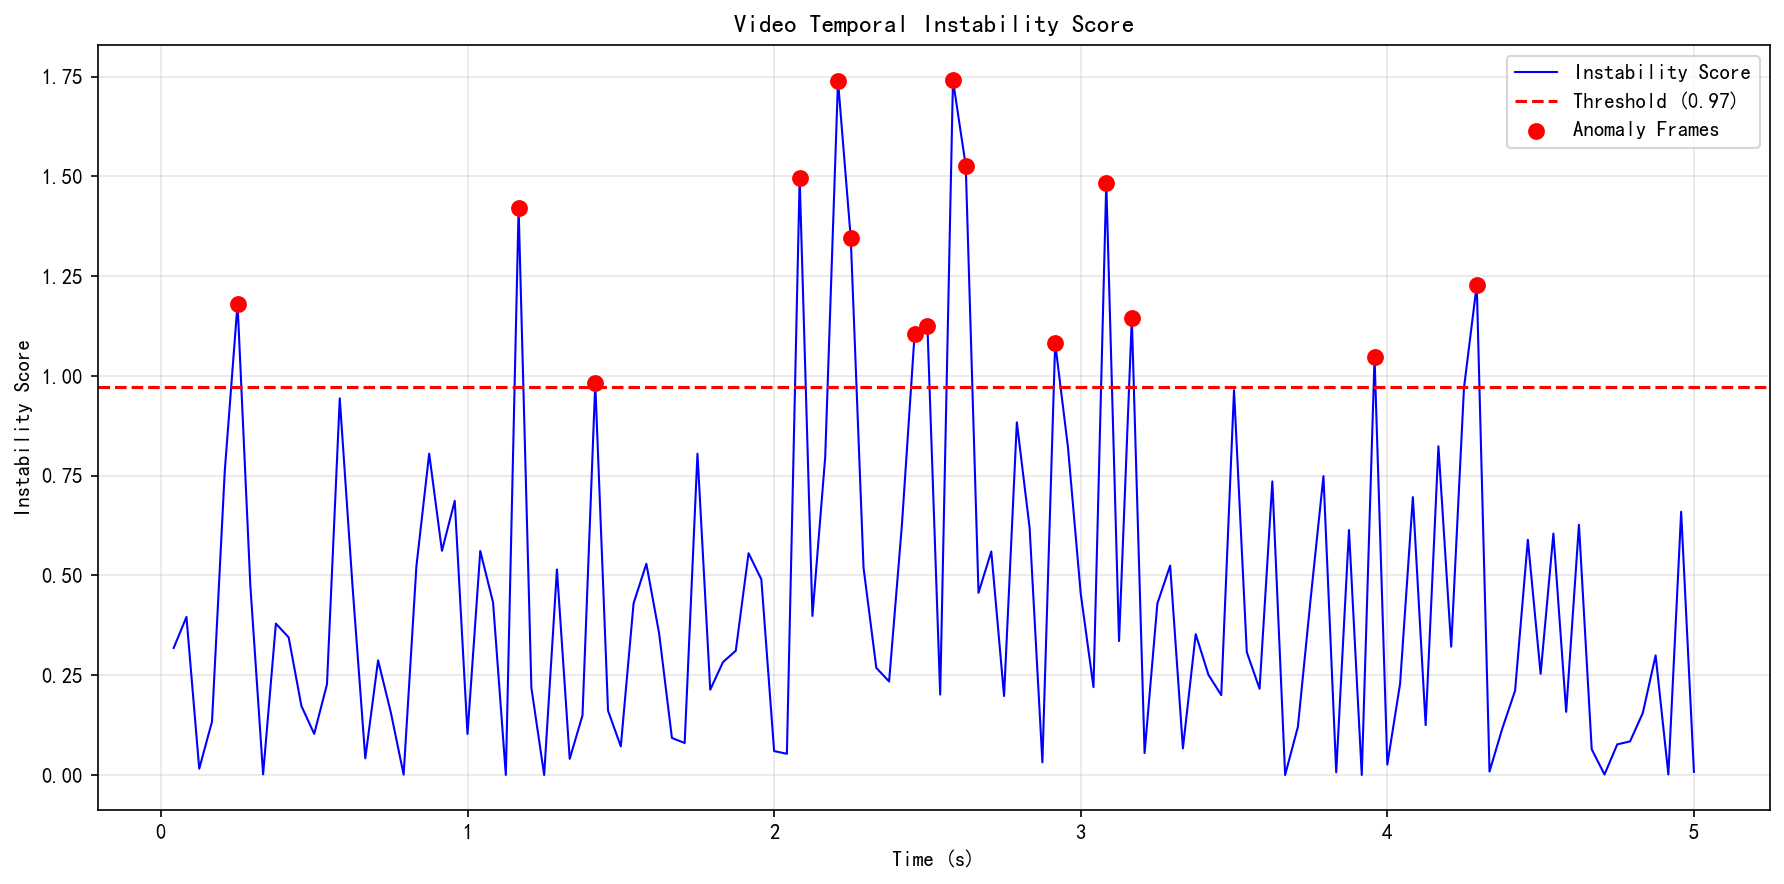 Video Temporal Instability Score
Instability Score
Threshold (0.97)
Anomaly Frames
1.75
1.50
1.25
1.00
0.75
0.50
0.25
0.00
Instability Score
0
1
2
3
4
5
Time (s)